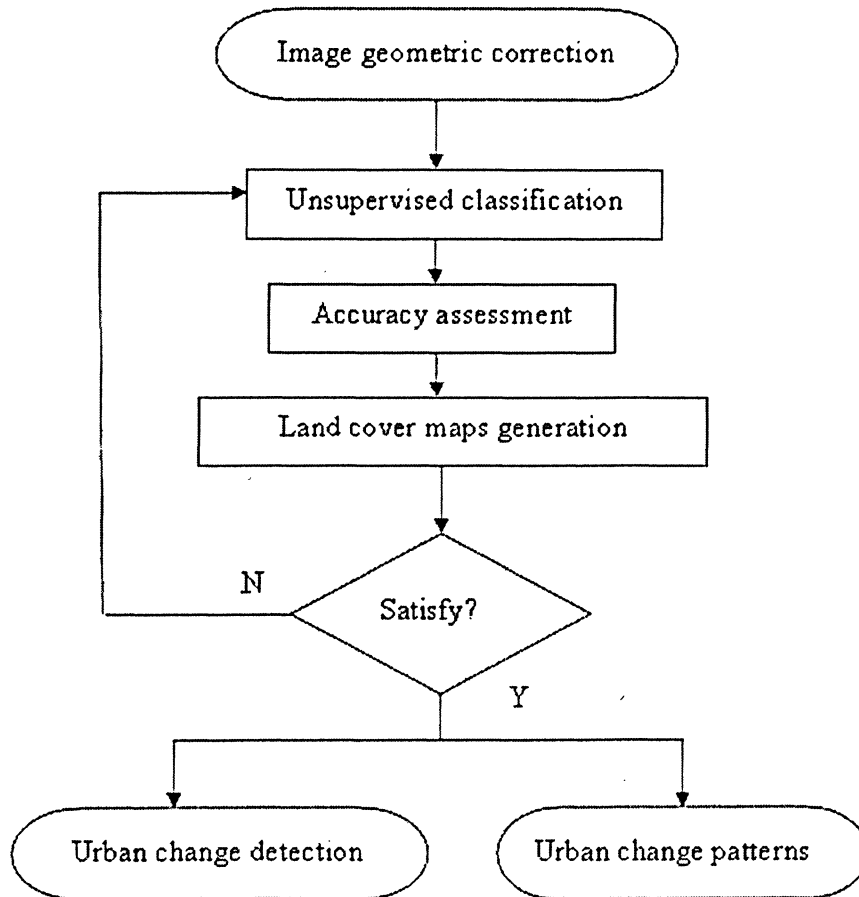 Image geometric correction
Unsupervised classification
Accuracy assessment
Land cover maps generation
N
Satisfy?
Y
Urban change detection
Urban change patterns